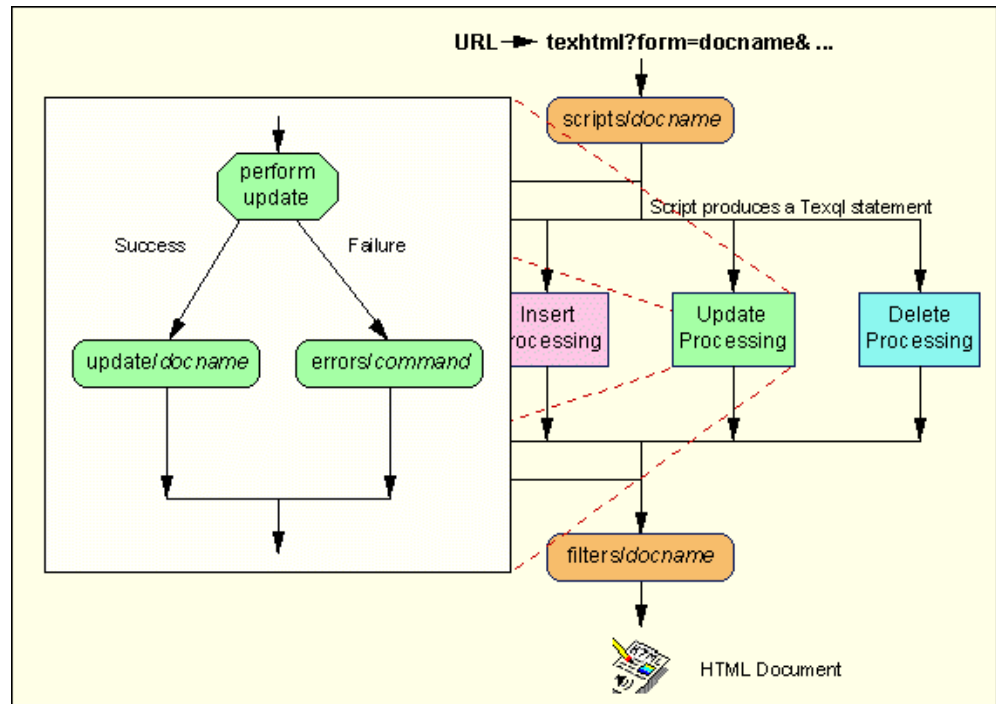 URL texhtml?form=docname& ...
scripts/docname
perform
update
Script produces a Texql statement
Success
Failure
Insert
Update
Processing
Delete
Processing
update/docname
errors/command
filters/docname
HTML Document